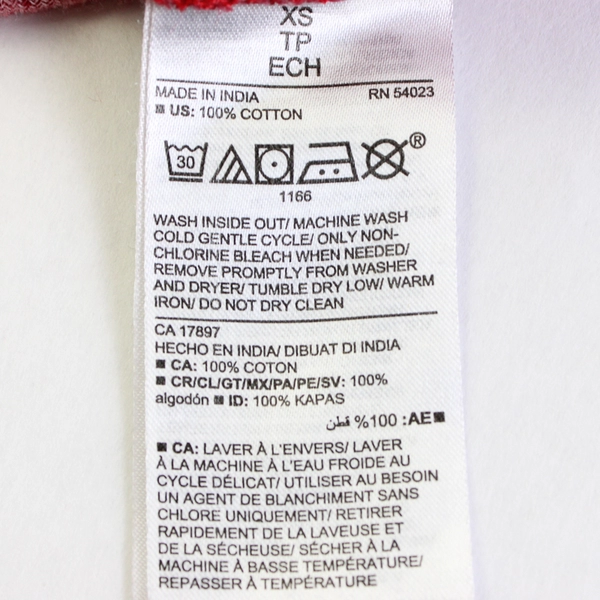 XS
TP
ECH
MADE IN INDIA RN 54023
US: 100% COTTON
30
®
1166
WASH INSIDE OUT/ MACHINE WASH
COLD GENTLE CYCLE/ ONLY NON-
CHLORINE BLEACH WHEN NEEDED/
REMOVE PROMPTLY FROM WASHER
AND DRYER/ TUMBLE DRY LOW/ WARM
IRON/ DO NOT DRY CLEAN
CA 17897
HECHO EN INDIA/ DIBUAT DI INDIA
CA: 100% COTON
CR/CL/GT/MX/PA/PE/SV: 100%
algodón ID: 100% KAPAS
AE: 100% قطن
CA: LAVER À L'ENVERS/ LAVER
À LA MACHINE À L'EAU FROIDE AU
CYCLE DÉLICAT/ UTILISER AU BESOIN
UN AGENT DE BLANCHIMENT SANS
CHLORE UNIQUEMENT/ RETIRER
RAPIDEMENT DE LA LAVEUSE ET
DE LA SÉCHEUSE/ SÉCHER À LA
MACHINE À BASSE TEMPÉRATURE/
REPASSER À TEMPÉRATURE